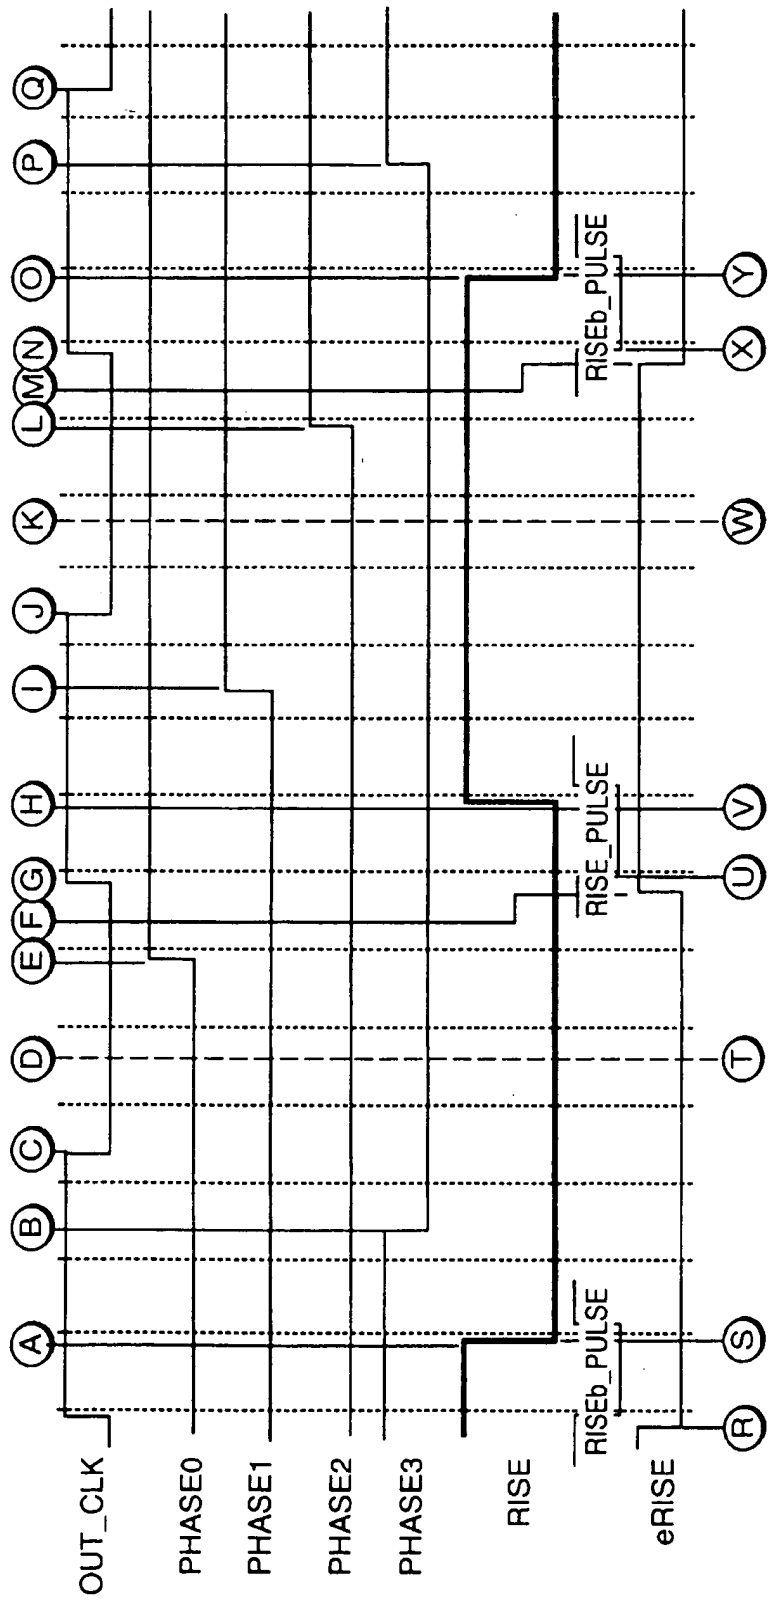 A B C D E F G H I J K L M N O P Q
OUT_CLK
PHASE0
PHASE1
PHASE2
PHASE3
RISE
RISEb_PULSE RISE_PULSE RISEb_PULSE
eRISE
R S T U V W X Y